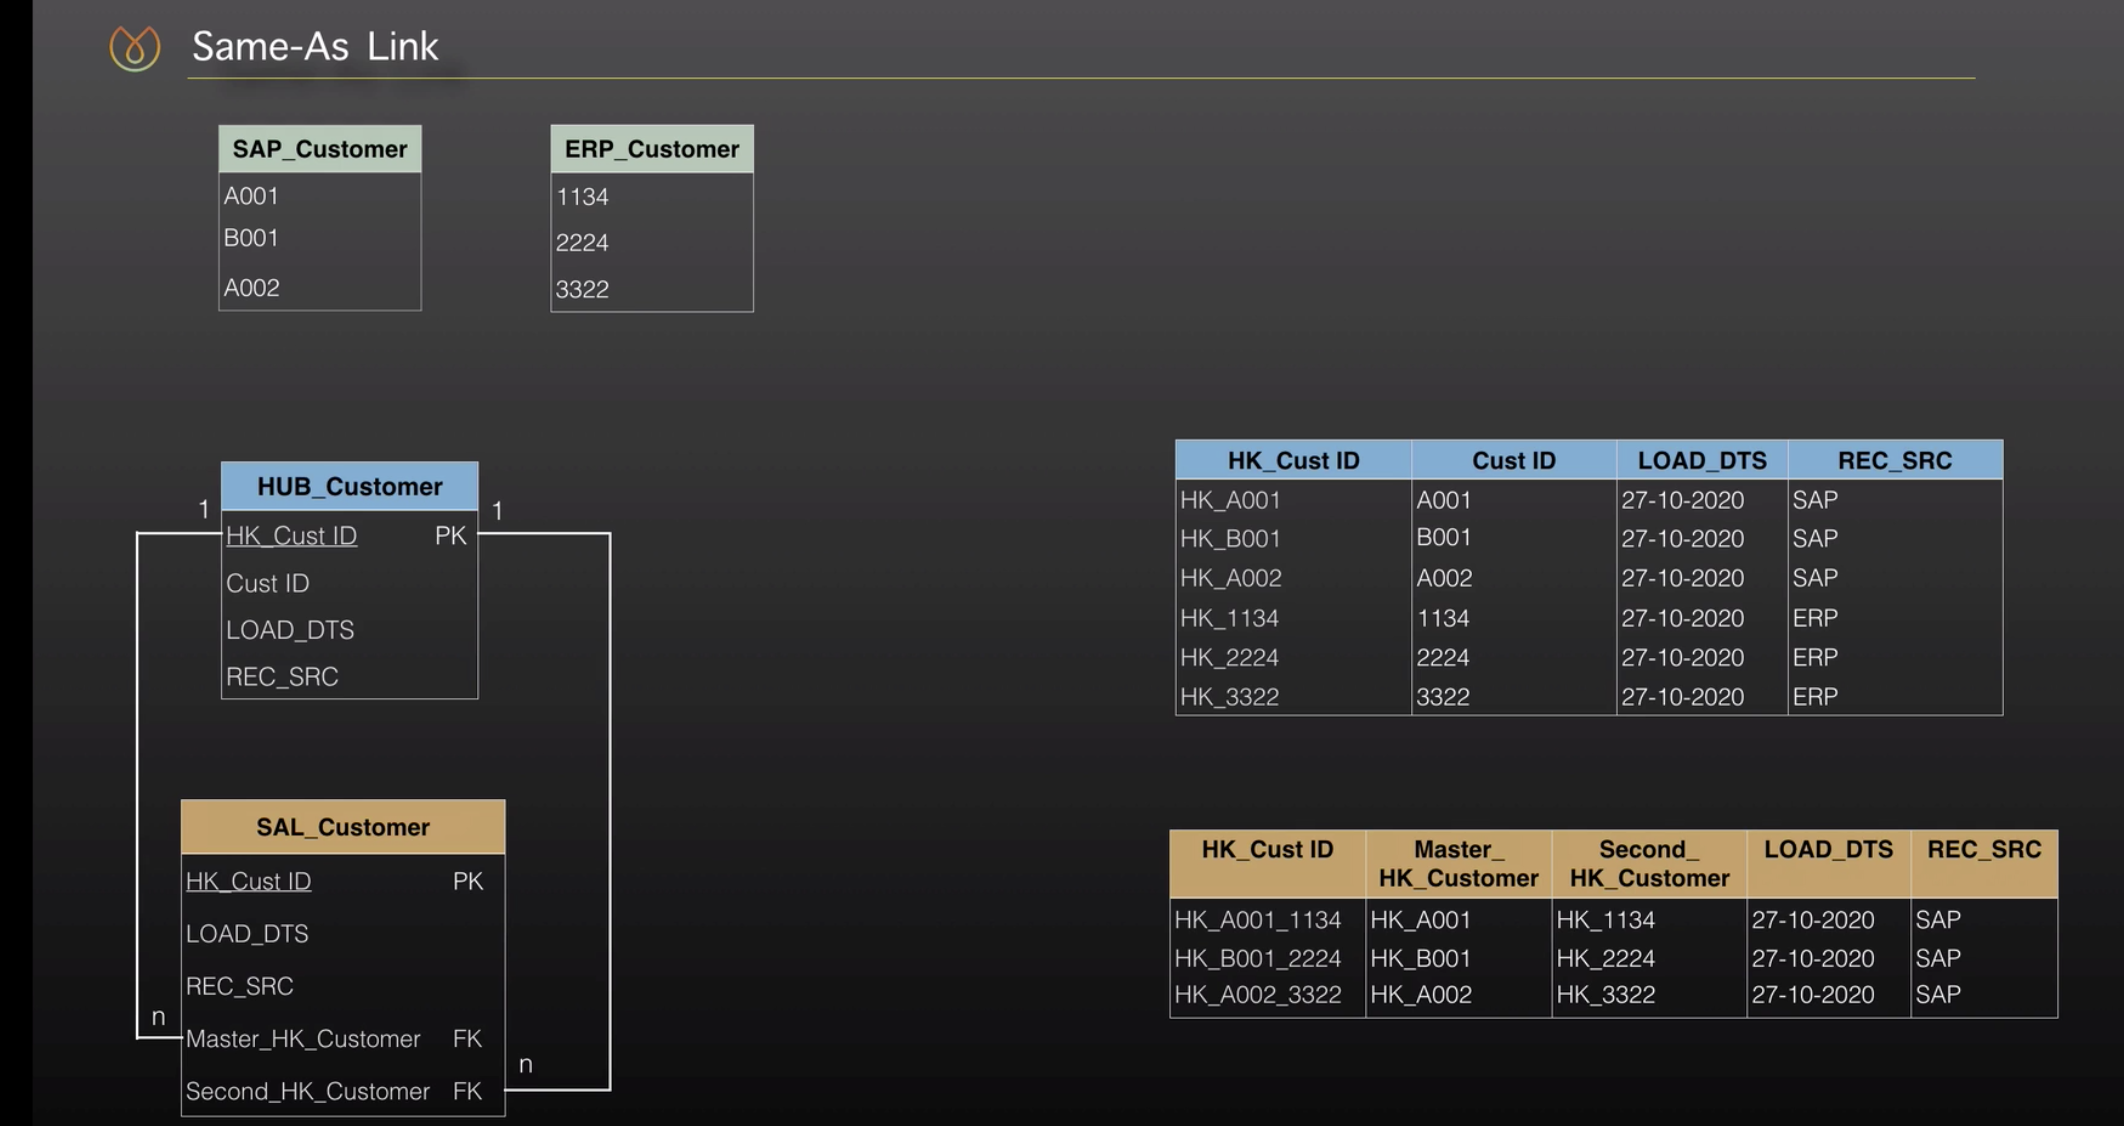 Same-As Link
SAP_Customer
A001
B001
A002
ERP_Customer
1134
2224
3322
HUB_Customer
1
1
HK_Cust ID PK
Cust ID
LOAD_DTS
REC_SRC
SAL_Customer
HK_Cust ID PK
LOAD_DTS
REC_SRC
n
Master_HK_Customer FK
n
Second_HK_Customer FK
HK_Cust ID Cust ID LOAD_DTS REC_SRC
HK_A001 A001 27-10-2020 SAP
HK_B001 B001 27-10-2020 SAP
HK_A002 A002 27-10-2020 SAP
HK_1134 1134 27-10-2020 ERP
HK_2224 2224 27-10-2020 ERP
HK_3322 3322 27-10-2020 ERP
HK_Cust ID Master_ Second_ LOAD_DTS REC_SRC
HK_Customer HK_Customer
HK_A001_1134 HK_A001 HK_1134 27-10-2020 SAP
HK_B001_2224 HK_B001 HK_2224 27-10-2020 SAP
HK_A002_3322 HK_A002 HK_3322 27-10-2020 SAP